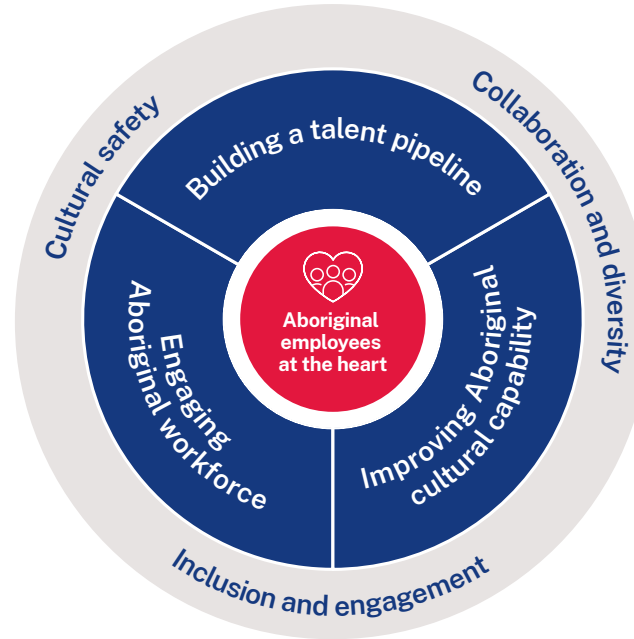 Cultural safety
Collaboration and diversity
Building a talent pipeline
Aboriginal
employees
at the heart
Engaging
Aboriginal workforce
Improving Aboriginal
cultural capability
Inclusion and engagement